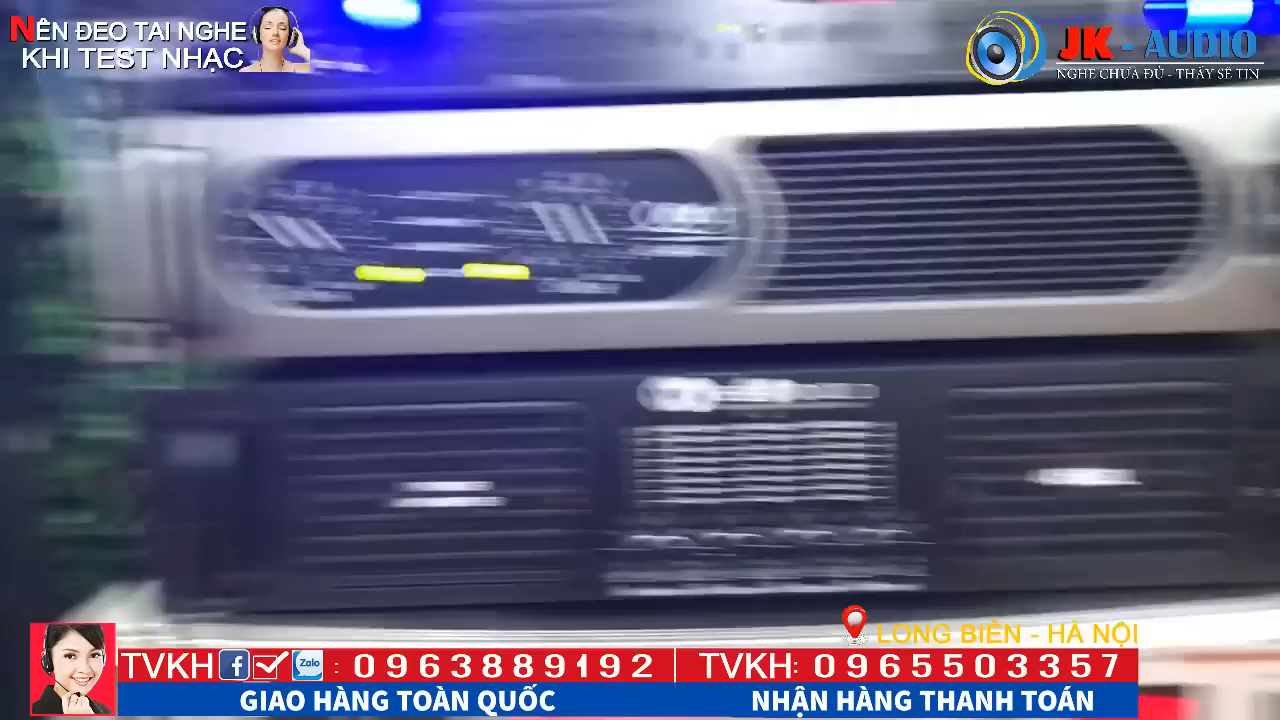 NÊN ĐEO TAI NGHE
KHI TEST NHẠC
JK - AUDIO
NGHE CHƯA ĐỦ - THẤY SẼ TIN
LONG BIÊN - HÀ NỘI
TVKH f Zalo : 0963889192 | TVKH: 0965503357
GIAO HÀNG TOÀN QUỐC
NHẬN HÀNG THANH TOÁN